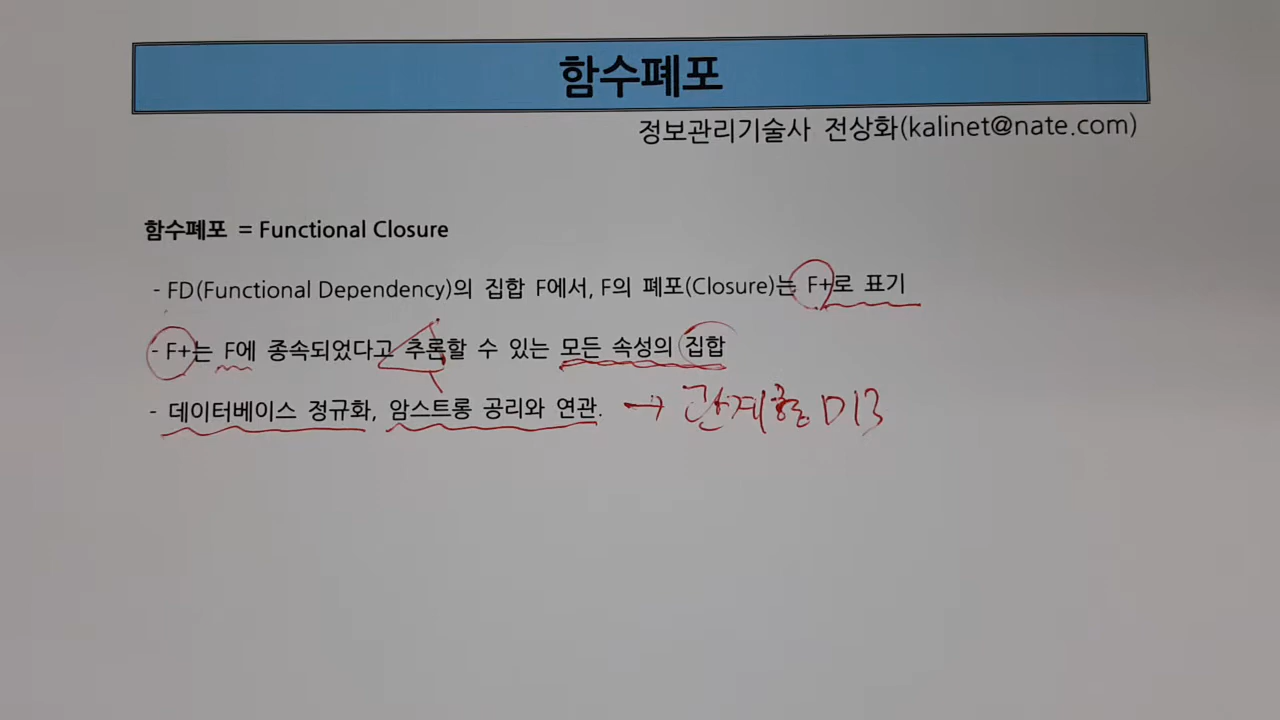 함수폐포
정보관리기술사 전상화(kalinet@nate.com)
함수폐포 = Functional Closure
- FD(Functional Dependency)의 집합 F에서, F의 폐포(Closure)는 F+로 표기
- F+는 F에 종속되었다고 추론할 수 있는 모든 속성의 집합
- 데이터베이스 정규화, 암스트롱 공리와 연관. → 관계형 DB